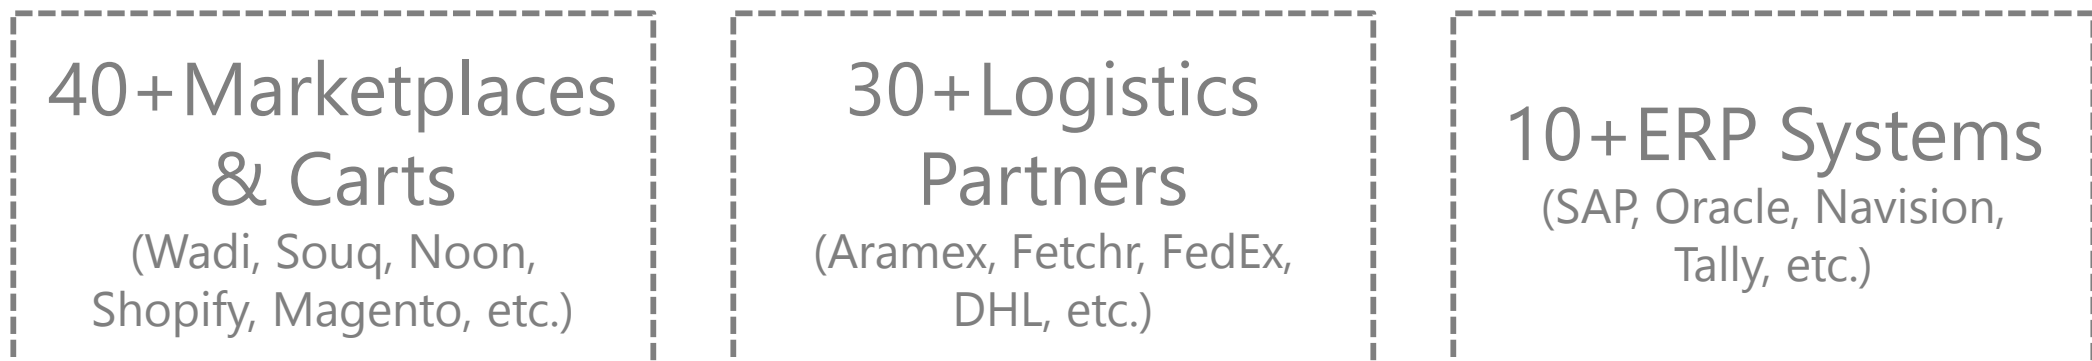 40+Marketplaces
& Carts
(Wadi, Souq, Noon,
Shopify, Magento, etc.)
30+Logistics
Partners
(Aramex, Fetchr, FedEx,
DHL, etc.)
10+ERP Systems
(SAP, Oracle, Navision,
Tally, etc.)